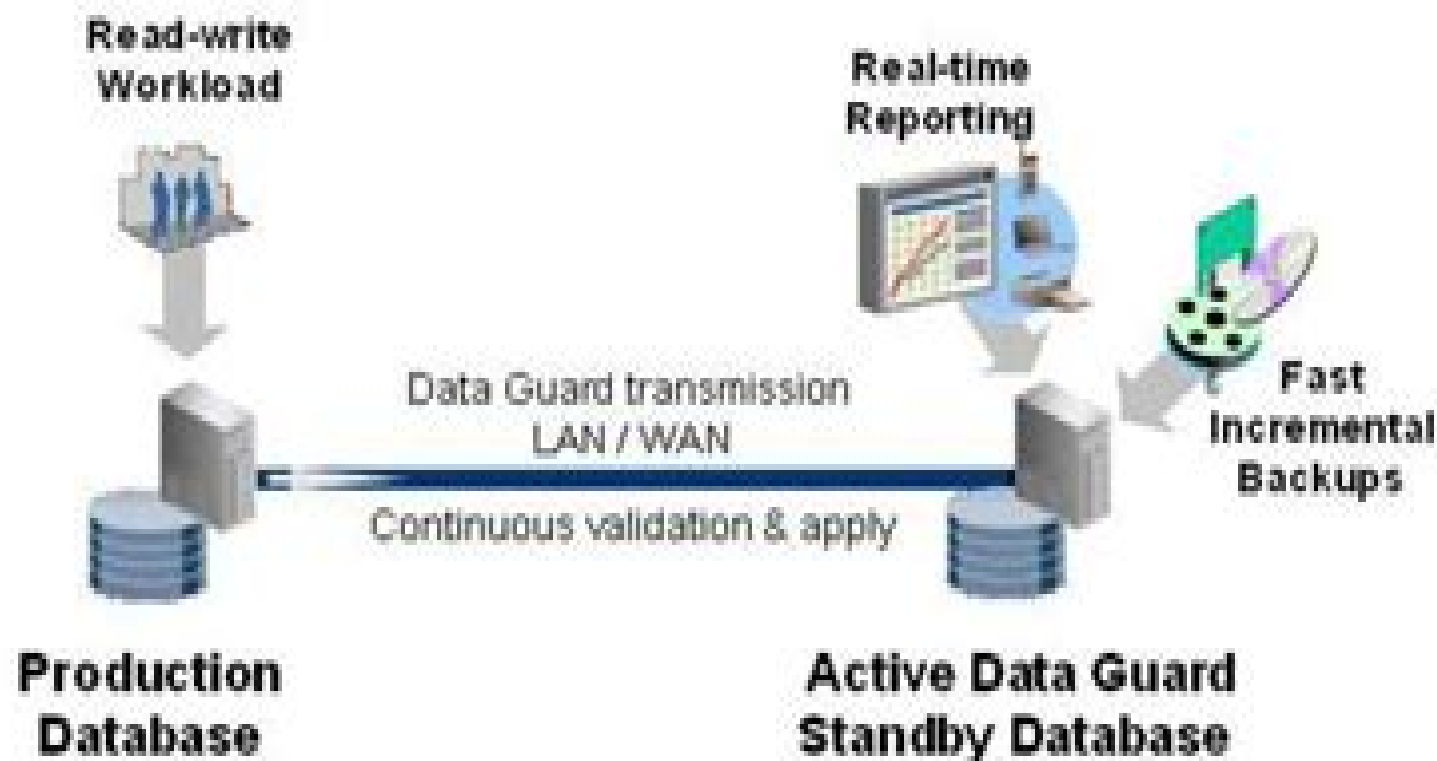 Read-write
Workload
Real-time
Reporting
Data Guard transmission
LAN / WAN
Continuous validation & apply
Fast
Incremental
Backups
Production
Database
Active Data Guard
Standby Database